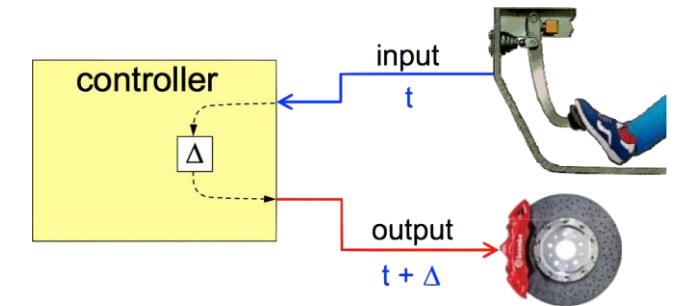 controller
input
t
Δ
output
t + Δ